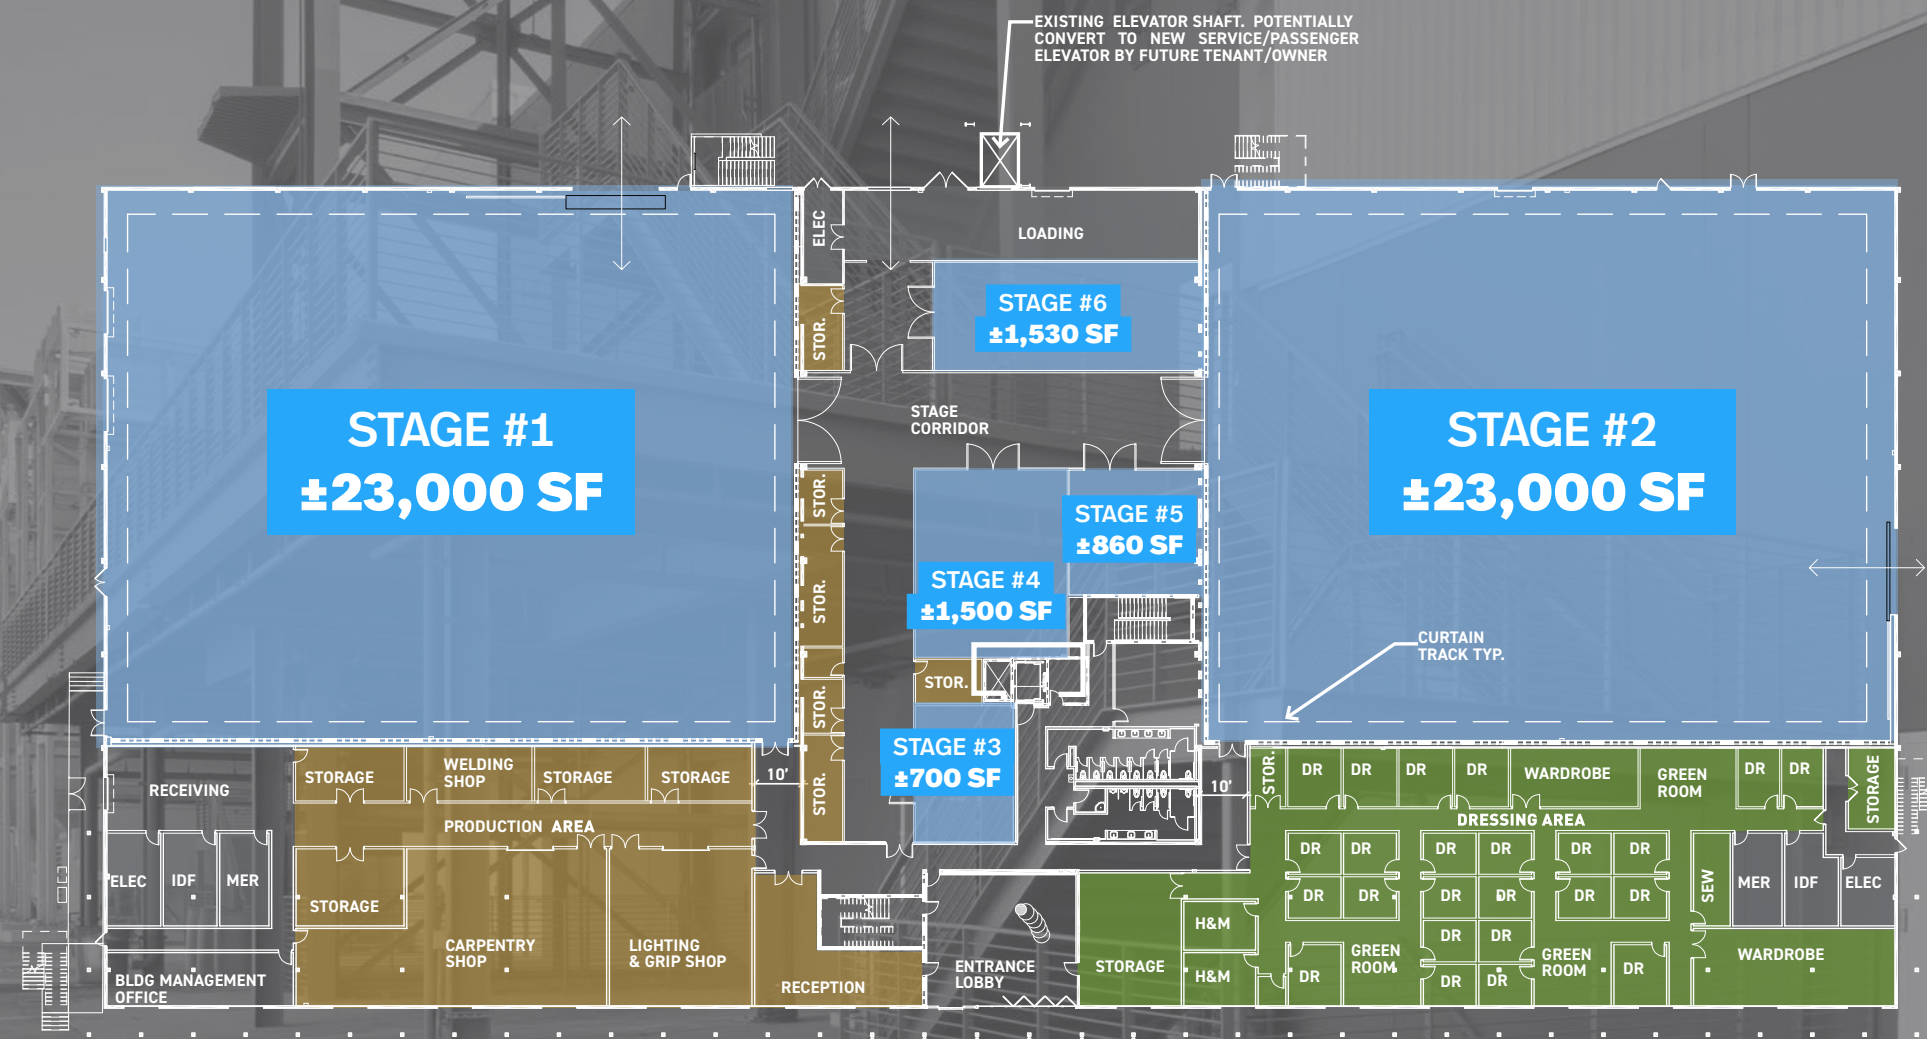 EXISTING ELEVATOR SHAFT. POTENTIALLY
CONVERT TO NEW SERVICE/PASSENGER
ELEVATOR BY FUTURE TENANT/OWNER
ELEC
LOADING
STOR.
STAGE #6
±1,530 SF
STAGE #1
±23,000 SF
STAGE
CORRIDOR
STAGE #2
±23,000 SF
STOR.
STAGE #5
±860 SF
STOR.
STAGE #4
±1,500 SF
CURTAIN
TRACK TYP.
STOR.
STOR.
STAGE #3
±700 SF
STOR.
10'
10'
RECEIVING
STORAGE
WELDING
SHOP
STORAGE
STORAGE
PRODUCTION AREA
STOR.
DR
DR
DR
DR
WARDROBE
GREEN
ROOM
DR
DR
STORAGE
DRESSING AREA
ELEC
IDF
MER
STORAGE
CARPENTRY
SHOP
LIGHTING
& GRIP SHOP
RECEPTION
BLDG MANAGEMENT
OFFICE
ENTRANCE
LOBBY
STORAGE
H&M
H&M
DR
DR
DR
DR
DR
DR
DR
DR
DR
DR
DR
DR
SEW
MER
IDF
ELEC
DR
DR
GREEN
ROOM
GREEN
ROOM
WARDROBE
DR
DR
DR
DR